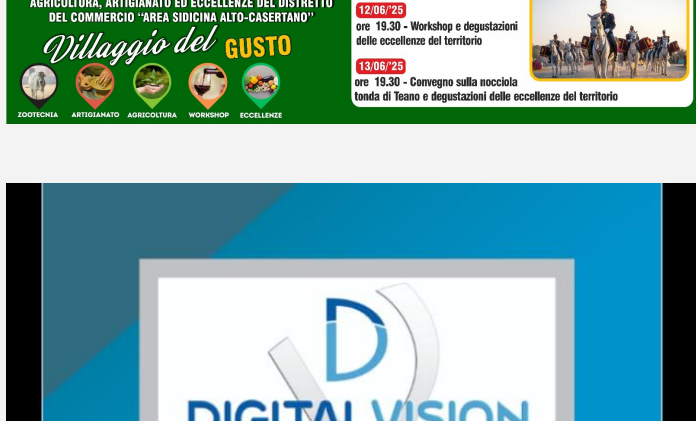 AGRICOLTURA, ARTIGIANATO ED ECCELLENZE DEL DISTRETTO
DEL COMMERCIO “AREA SIDICINA ALTO-CASERTANO”
Villaggio del GUSTO
ZOOTECNIA ARTIGIANATO AGRICOLTURA WORKSHOP ECCELLENZE
12/06/'25
ore 19.30 - Workshop e degustazioni
delle eccellenze del territorio
13/06/'25
ore 19.30 - Convegno sulla nocciola
tonda di Teano e degustazioni delle eccellenze del territorio
D
DIGITAL VISION